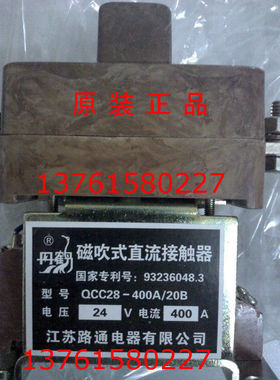 原装正品
13761580227
®
丹鹤
磁吹式直流接触器
国家专利号：93236048.3
型号 QCC28-400A/20B
电压 24 V 电流 400 A
江苏路通电器有限公司
13761580227